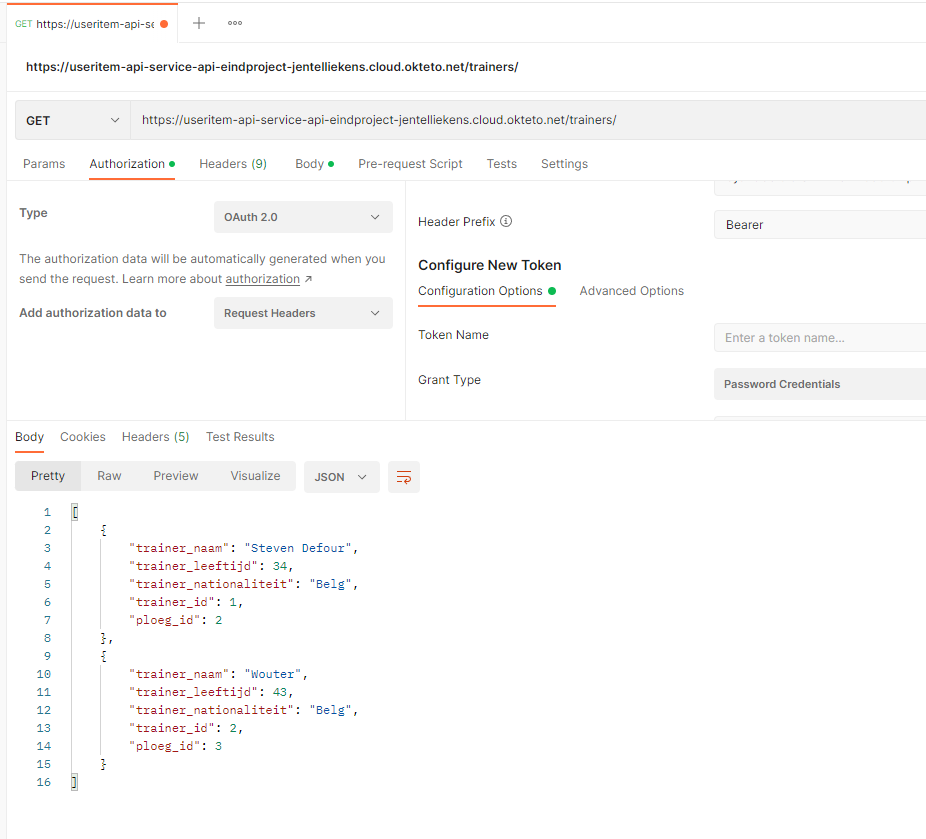 GET https://useritem-api-se
https://useritem-api-service-api-eindproject-jentelliekens.cloud.okteto.net/trainers/
GET https://useritem-api-service-api-eindproject-jentelliekens.cloud.okteto.net/trainers/
Params Authorization Headers (9) Body Pre-request Script Tests Settings
Type OAuth 2.0
The authorization data will be automatically generated when you
send the request. Learn more about authorization ↗
Add authorization data to Request Headers
Header Prefix Bearer
Configure New Token
Configuration Options Advanced Options
Token Name Enter a token name...
Grant Type Password Credentials
Body Cookies Headers (5) Test Results
Pretty Raw Preview Visualize JSON
1 [
2 {
3 "trainer_naam": "Steven Defour",
4 "trainer_leeftijd": 34,
5 "trainer_nationaliteit": "Belg",
6 "trainer_id": 1,
7 "ploeg_id": 2
8 },
9 {
10 "trainer_naam": "Wouter",
11 "trainer_leeftijd": 43,
12 "trainer_nationaliteit": "Belg",
13 "trainer_id": 2,
14 "ploeg_id": 3
15 }
16 ]